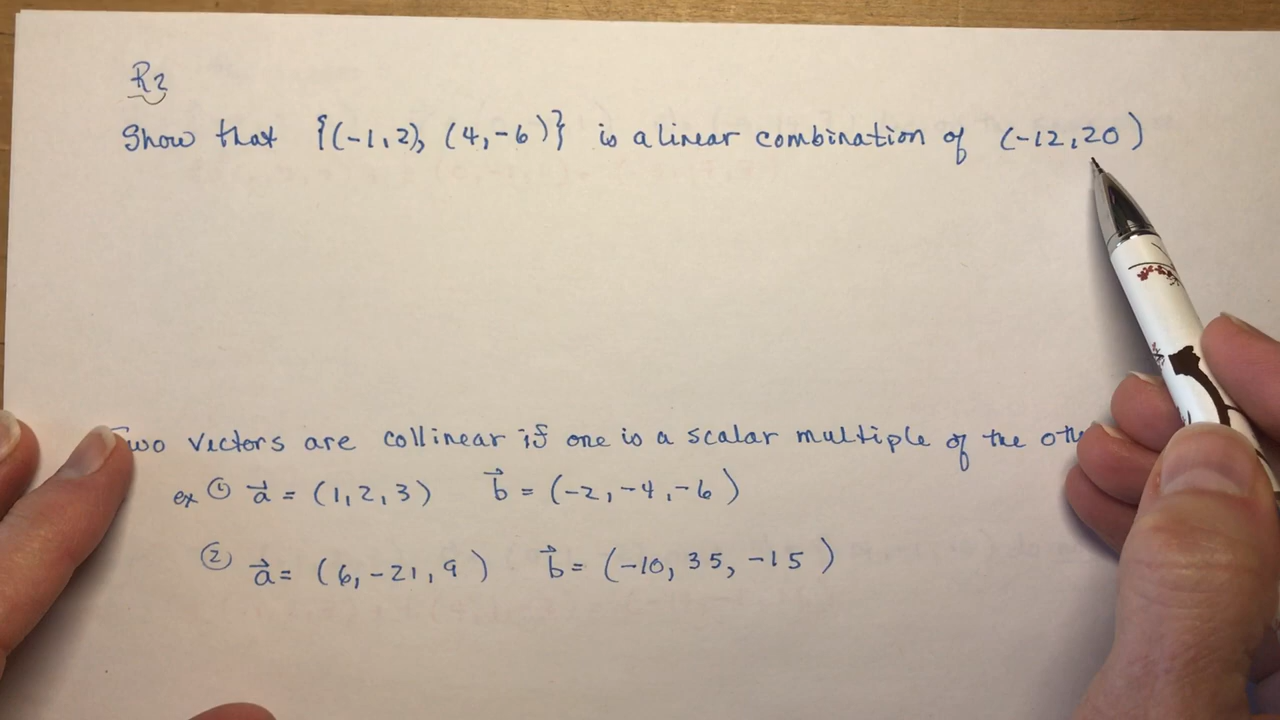 R2
Show that {(-1,2), (4,-6)} is a linear combination of (-12,20)
Two vectors are collinear if one is a scalar multiple of the
ex ① a⃗ = (1,2,3) b⃗ = (-2,-4,-6)
② a⃗ = (6,-21,9) b⃗ = (-10, 35, -15)